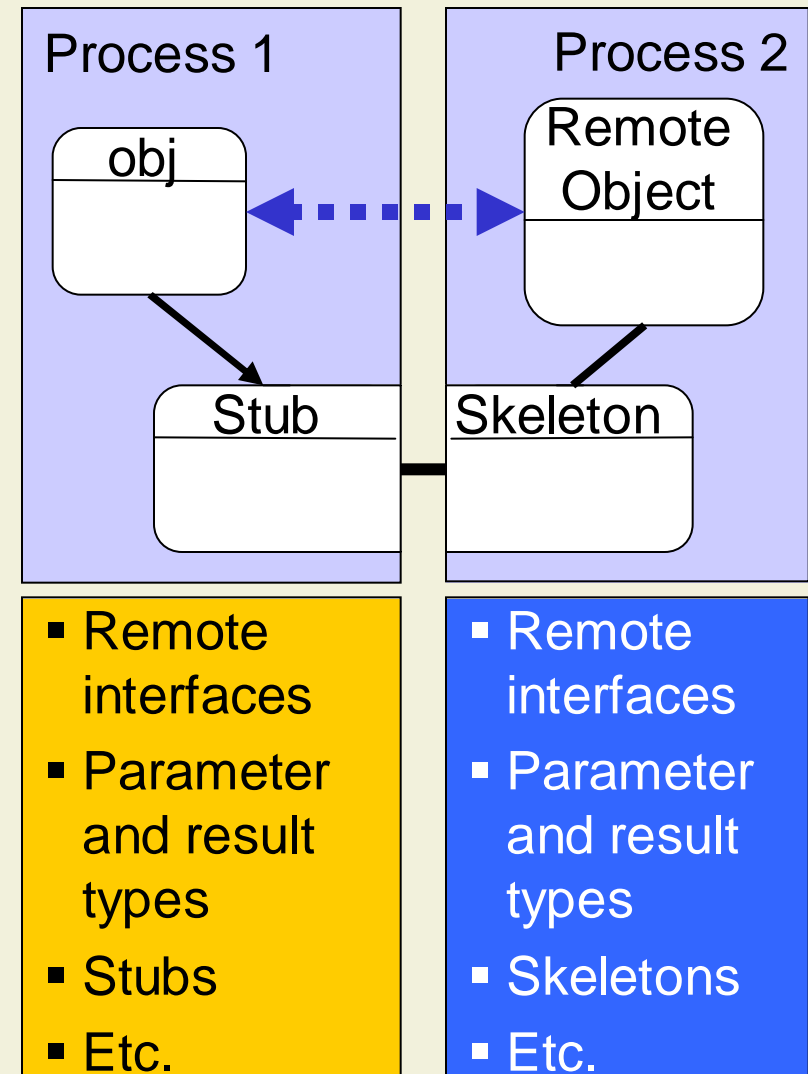 Process 1
obj
Stub
Process 2
Remote
Object
Skeleton
▪ Remote
interfaces
▪ Parameter
and result
types
▪ Stubs
▪ Etc.
▪ Remote
interfaces
▪ Parameter
and result
types
▪ Skeletons
▪ Etc.